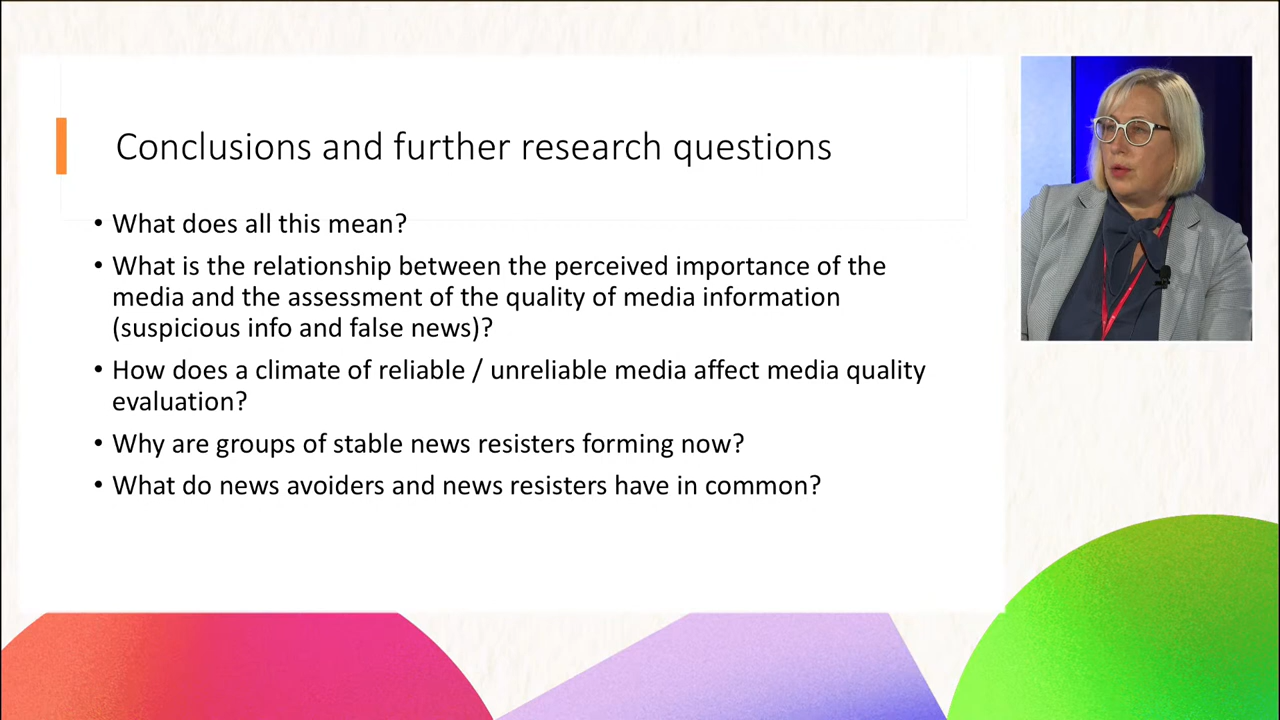 Conclusions and further research questions
• What does all this mean?
• What is the relationship between the perceived importance of the
media and the assessment of the quality of media information
(suspicious info and false news)?
• How does a climate of reliable / unreliable media affect media quality
evaluation?
• Why are groups of stable news resisters forming now?
• What do news avoiders and news resisters have in common?